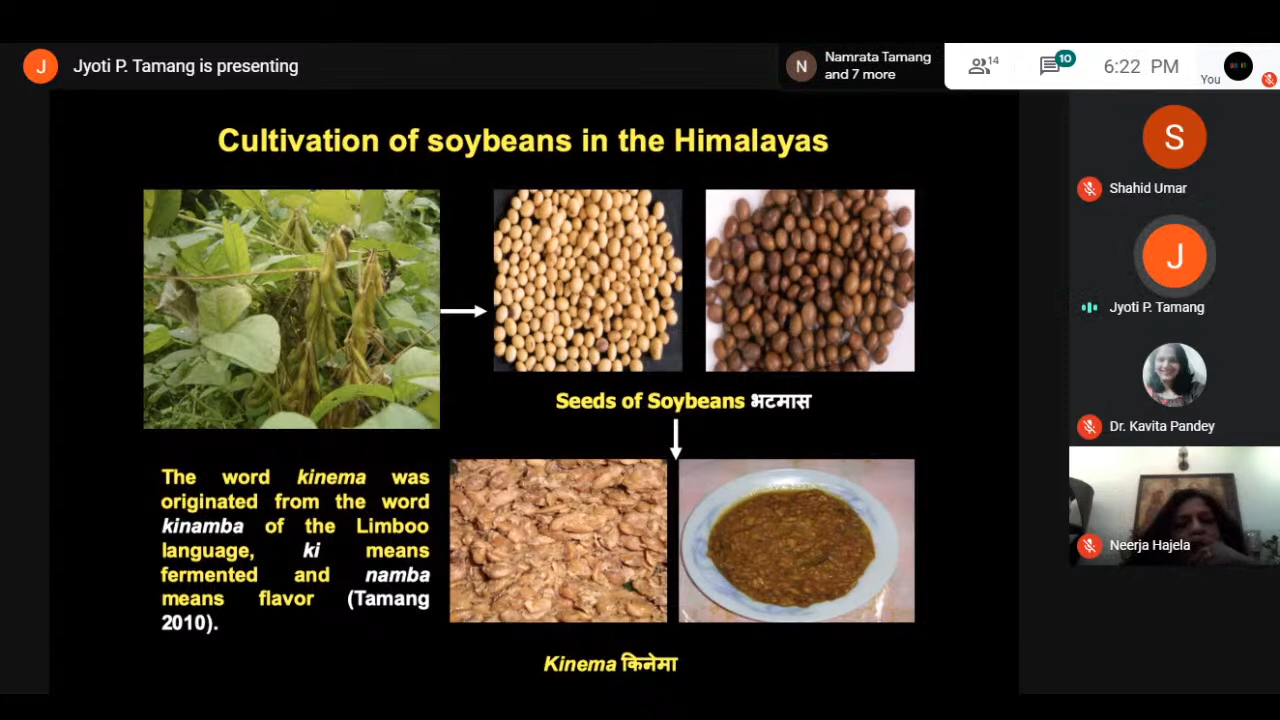 J
Jyoti P. Tamang is presenting
N
Namrata Tamang
and 7 more
14
10
6:22 PM
You
Cultivation of soybeans in the Himalayas
S
Shahid Umar
J
Jyoti P. Tamang
Dr. Kavita Pandey
Neerja Hajela
Seeds of Soybeans भटमास
The word kinema was
originated from the word
kinamba of the Limboo
language, ki means
fermented and namba
means flavor (Tamang
2010).
Kinema किनेमा